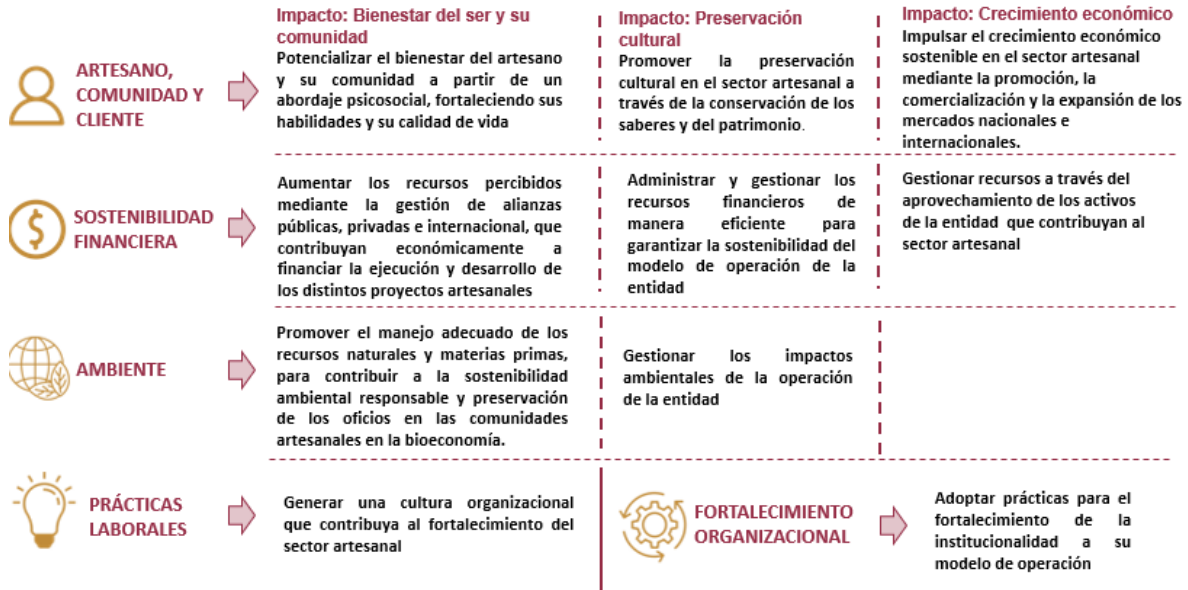 ARTESANO,
COMUNIDAD Y
CLIENTE
Impacto: Bienestar del ser y su
comunidad
Potencializar el bienestar del artesano
y su comunidad a partir de un
abordaje psicosocial, fortaleciendo sus
habilidades y su calidad de vida
Impacto: Preservación
cultural
Promover la preservación
cultural en el sector artesanal a
través de la conservación de los
saberes y del patrimonio.
Impacto: Crecimiento económico
Impulsar el crecimiento económico
sostenible en el sector artesanal
mediante la promoción, la
comercialización y la expansión de los
mercados nacionales e
internacionales.
SOSTENIBILIDAD
FINANCIERA
Aumentar los recursos percibidos
mediante la gestión de alianzas
públicas, privadas e internacional, que
contribuyan económicamente a
financiar la ejecución y desarrollo de
los distintos proyectos artesanales
Administrar y gestionar los
recursos financieros de
manera eficiente para
garantizar la sostenibilidad del
modelo de operación de la
entidad
Gestionar recursos a través del
aprovechamiento de los activos
de la entidad que contribuyan al
sector artesanal
AMBIENTE
Promover el manejo adecuado de los
recursos naturales y materias primas,
para contribuir a la sostenibilidad
ambiental responsable y preservación
de los oficios en las comunidades
artesanales en la bioeconomía.
Gestionar los impactos
ambientales de la operación
de la entidad
PRÁCTICAS
LABORALES
Generar una cultura organizacional
que contribuya al fortalecimiento del
sector artesanal
FORTALECIMIENTO
ORGANIZACIONAL
Adoptar prácticas para el
fortalecimiento de la
institucionalidad a su
modelo de operación